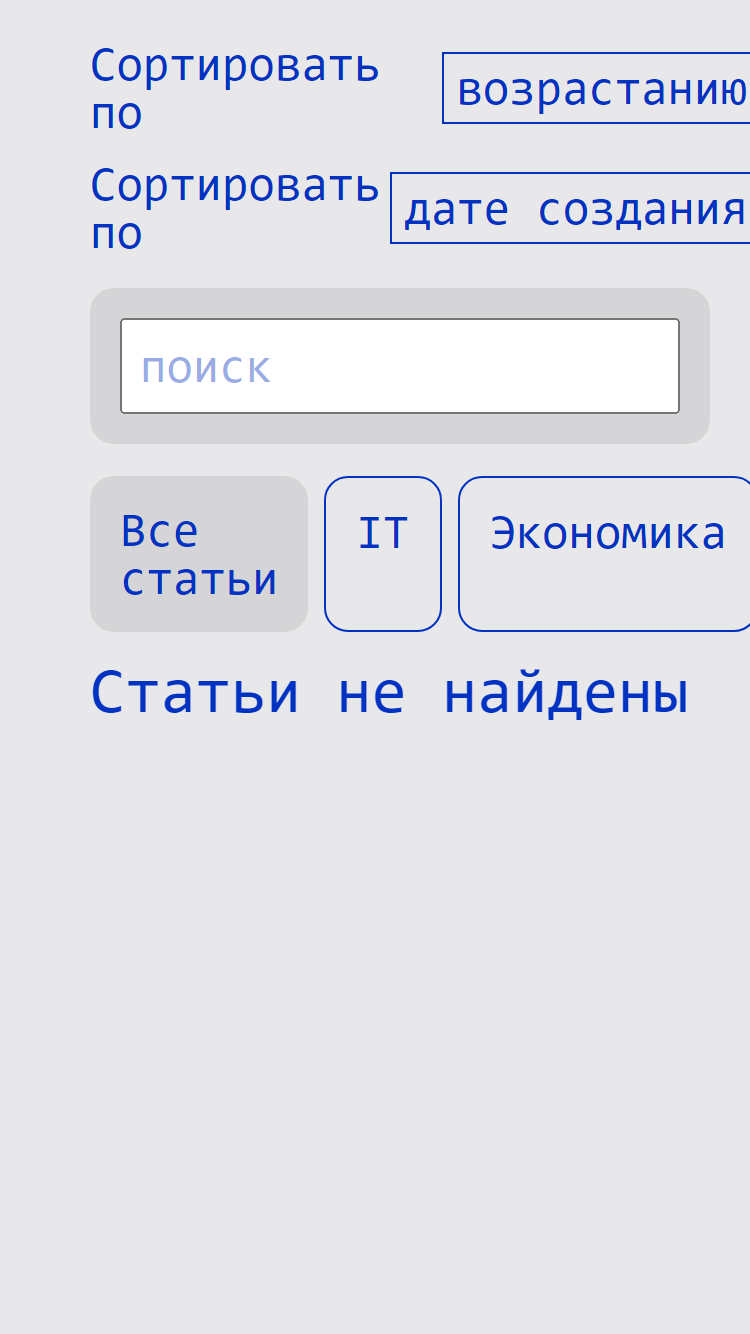 Сортировать
по
возрастанию
Сортировать
по
дате создания
поиск
Все
статьи
IT
Экономика
Статьи не найдены